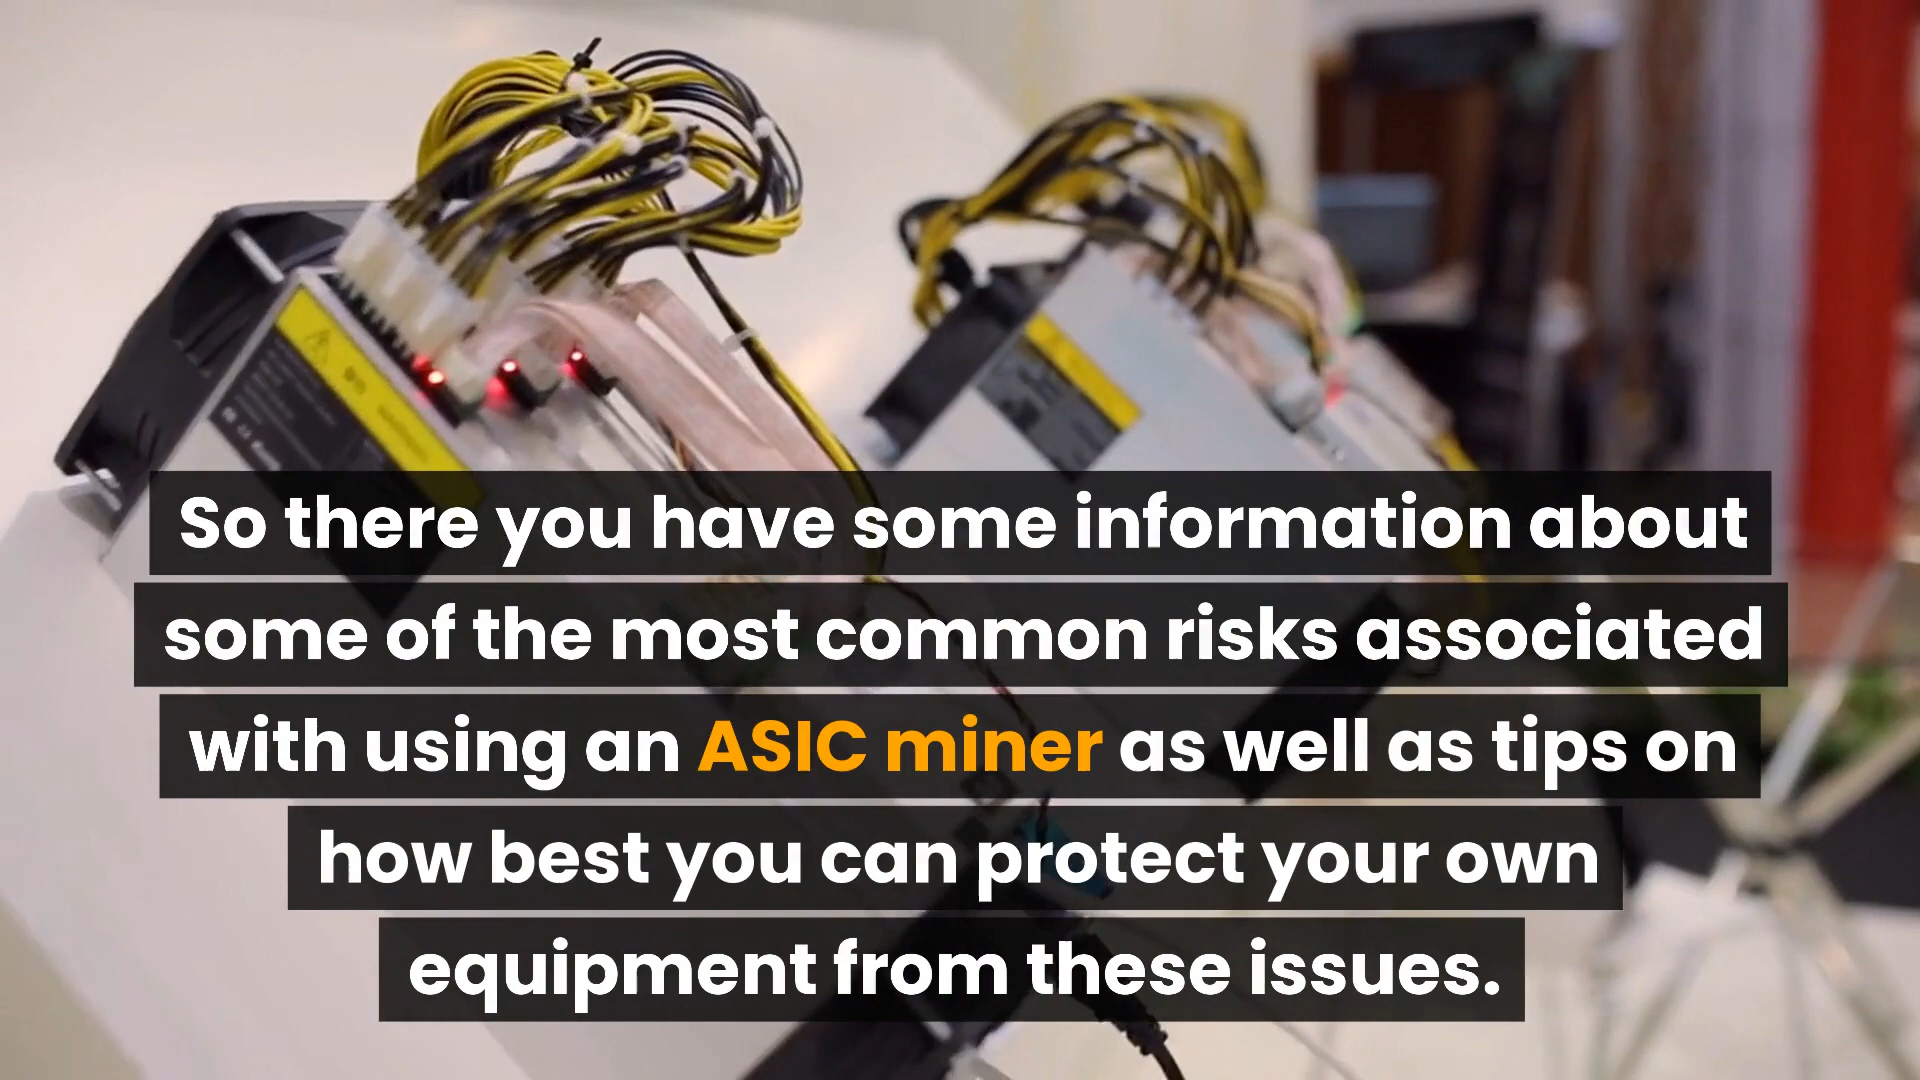 So there you have some information about
some of the most common risks associated
with using an ASIC miner as well as tips on
how best you can protect your own
equipment from these issues.